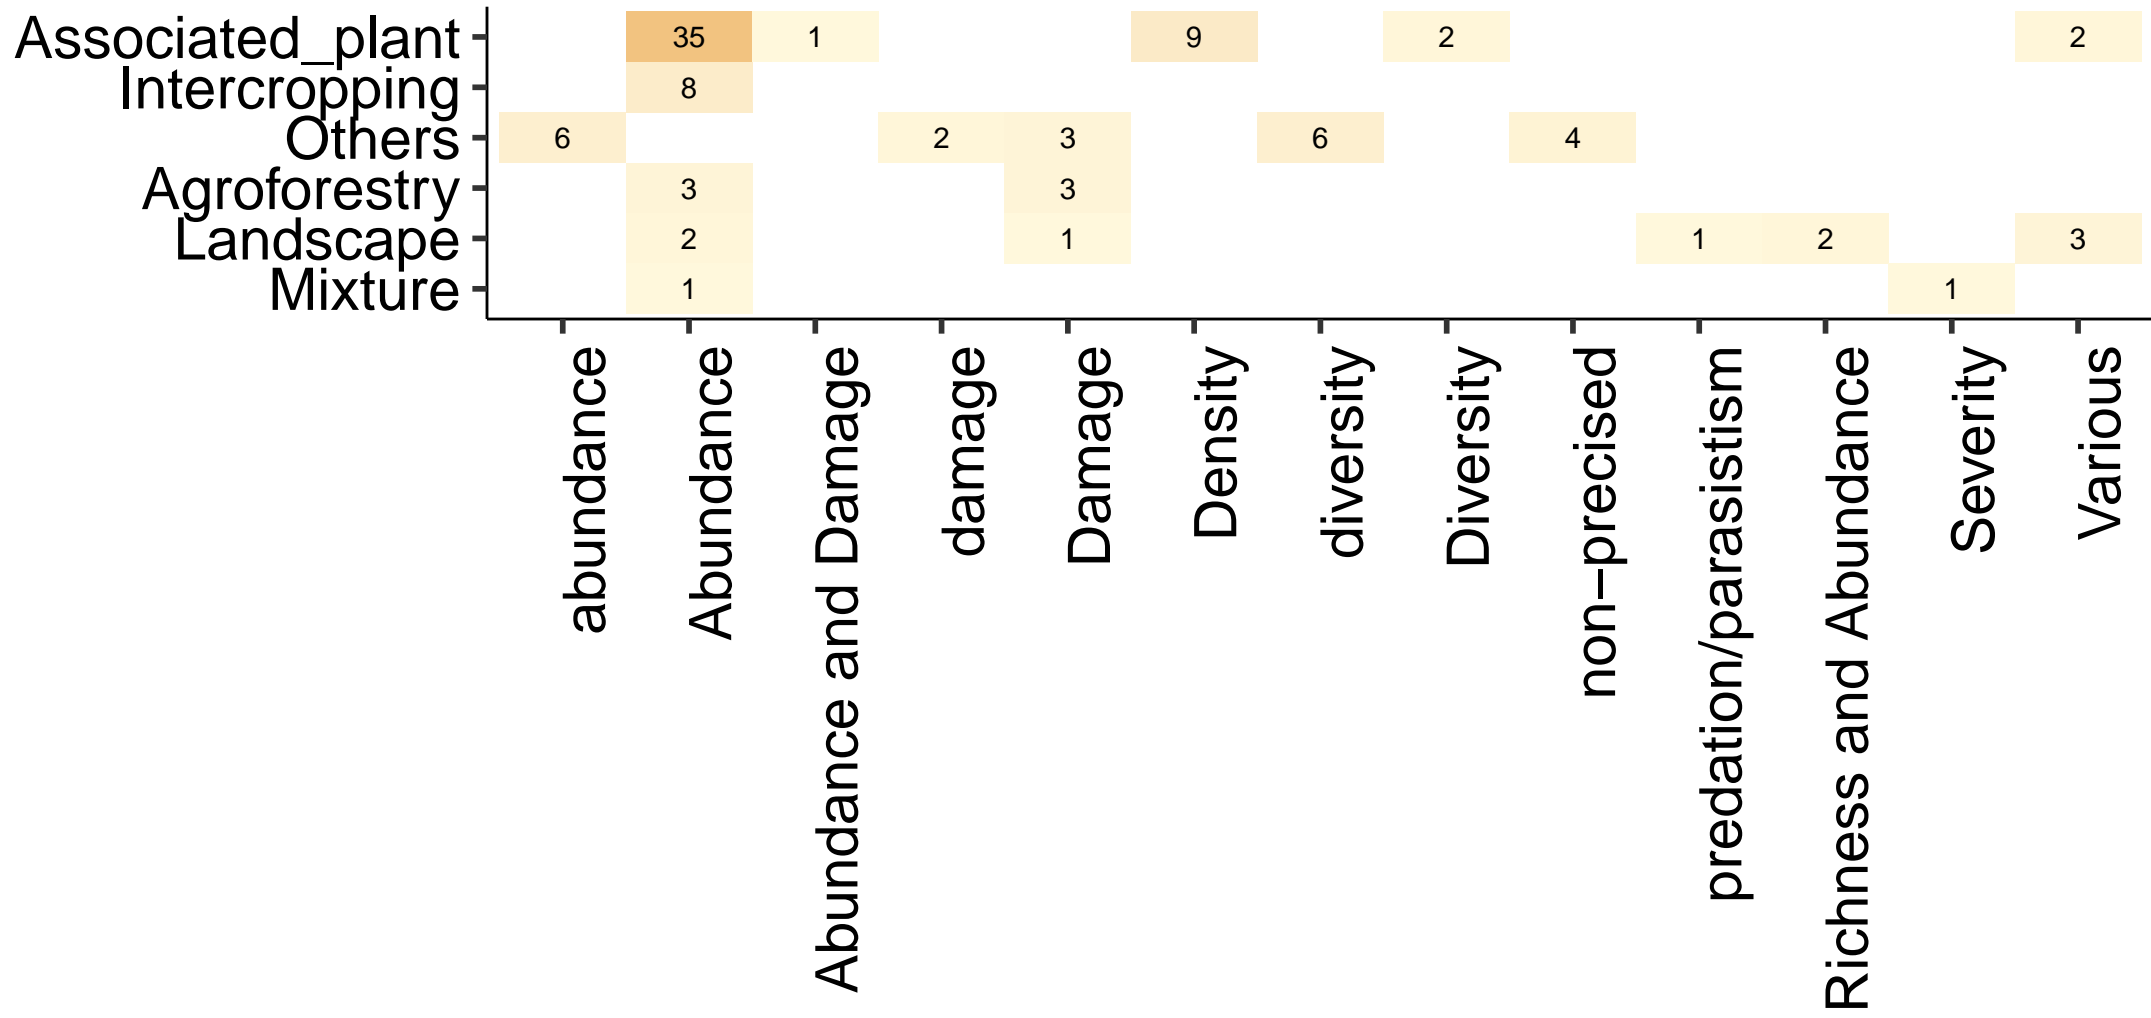 Associated_plant 35 1 9 2 2
Intercropping 8
Others 6 2 3 6 4
Agroforestry 3 3
Landscape 2 1 1 2 3
Mixture 1 1
abundance
Abundance
Abundance and Damage
damage
Damage
Density
diversity
Diversity
non−precised
predation/parasistism
Richness and Abundance
Severity
Various